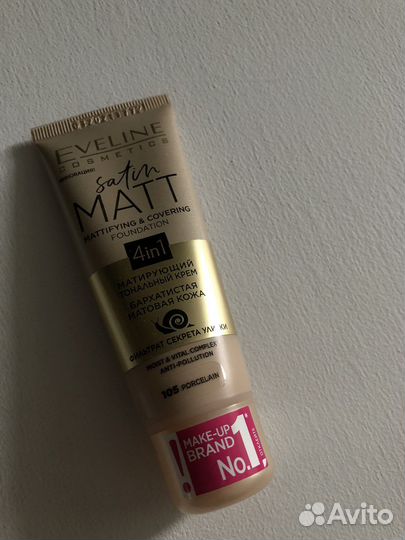 EVELINE
COSMETICS
ИННОВАЦИЯ!
satin
MATT
MATTIFYING & COVERING
FOUNDATION
4in1
МАТИРУЮЩИЙ
ТОНАЛЬНЫЙ КРЕМ
БАРХАТИСТАЯ
МАТОВАЯ КОЖА
ФИЛЬТРАТ СЕКРЕТА УЛИТКИ
MOIST & VITAL COMPLEX
ANTI-POLLUTION
105 PORCELAIN
! MAKE-UP
BRAND
No.1*
Avito